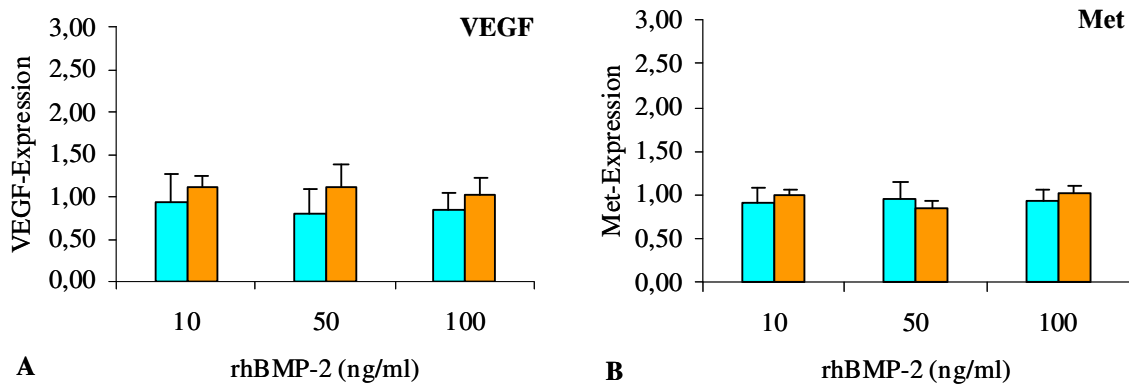 VEGF
3,00
2,50
2,00
1,50
1,00
0,50
0,00
VEGF-Expression
10 50 100
rhBMP-2 (ng/ml)
A
Met
3,00
2,50
2,00
1,50
1,00
0,50
0,00
Met-Expression
10 50 100
rhBMP-2 (ng/ml)
B